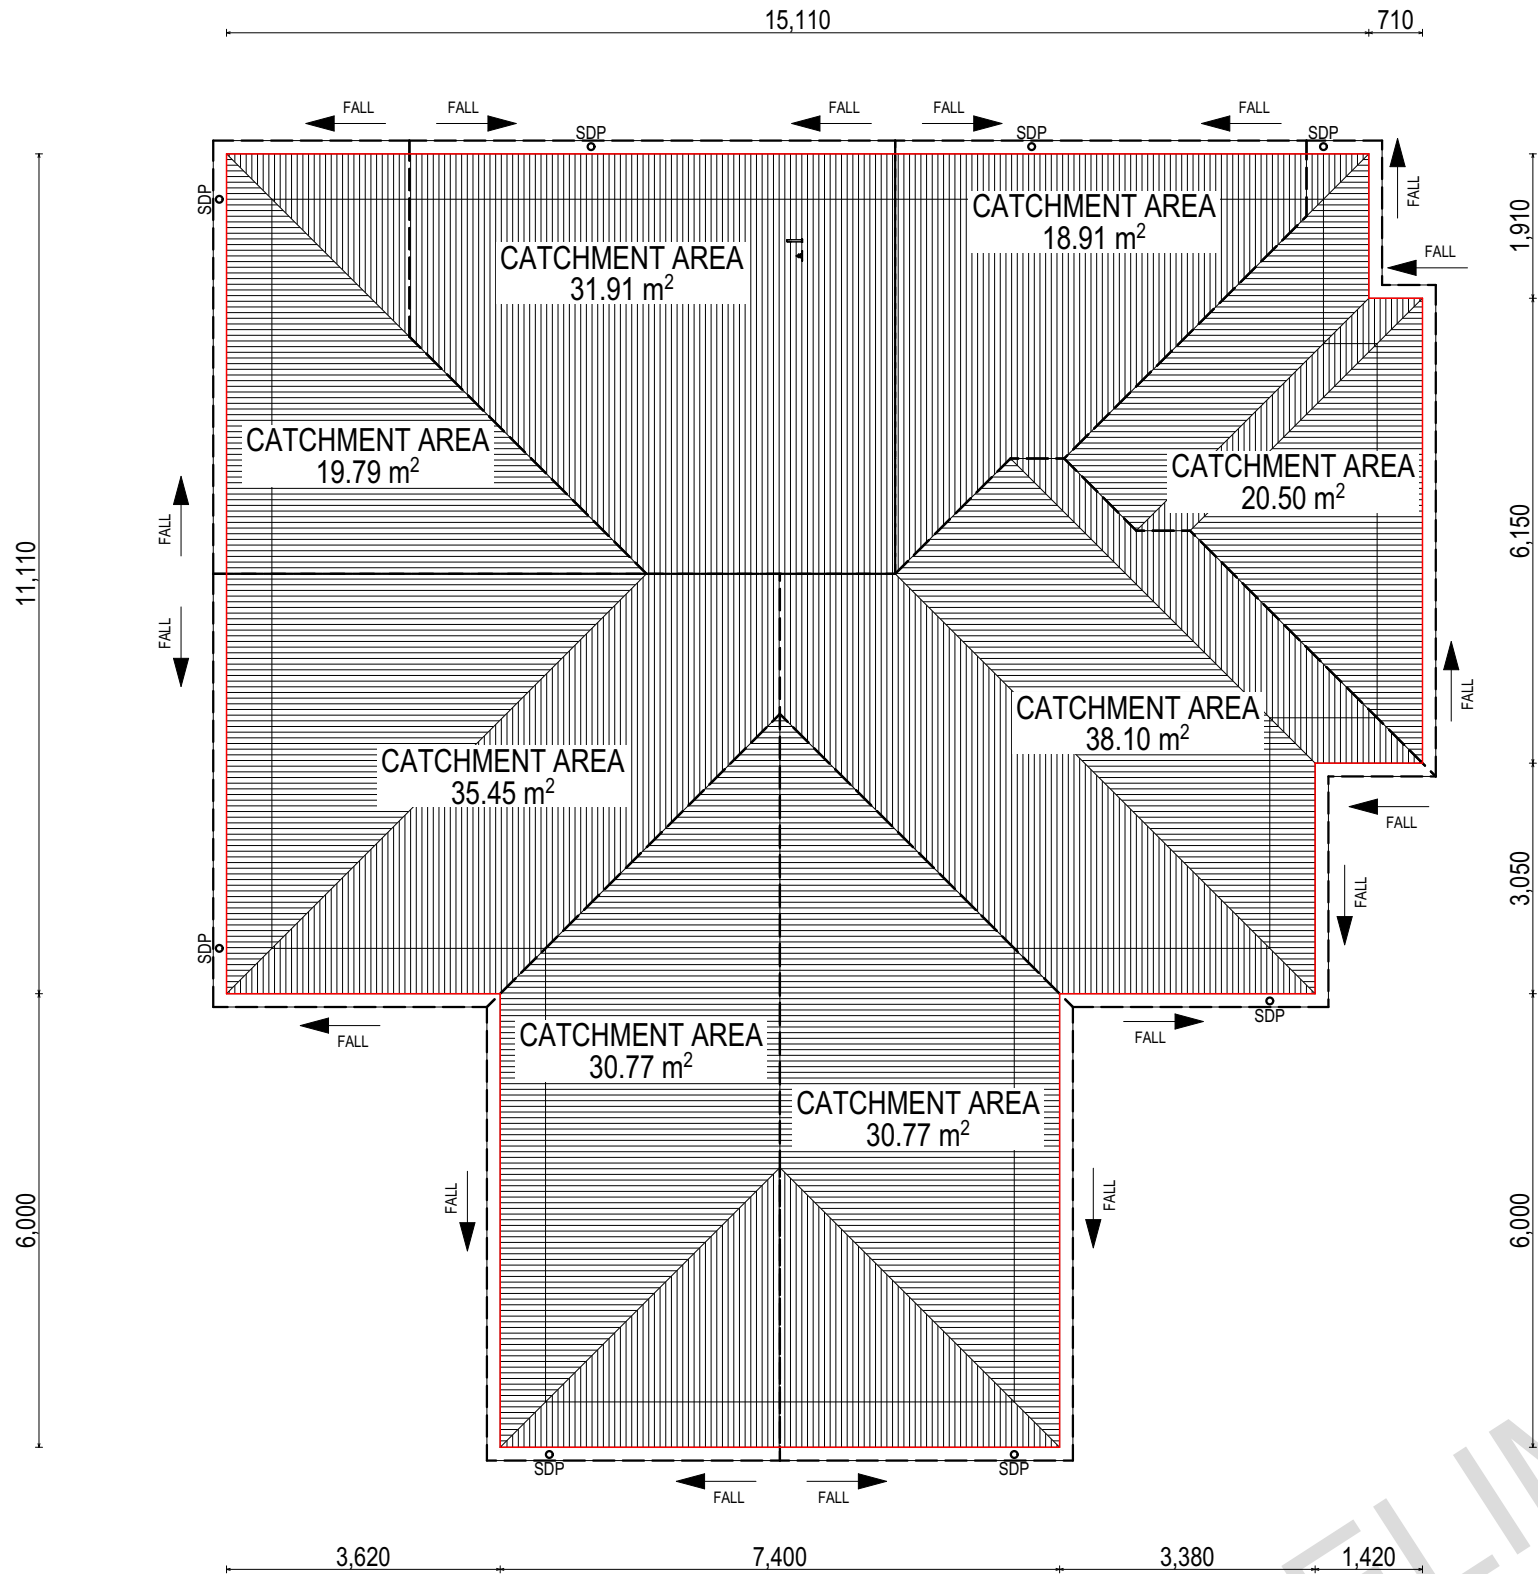 15,110
710
FALL
FALL
FALL
FALL
FALL
SDP
SDP
SDP
FALL
SDP
CATCHMENT AREA
18.91 m²
1,910
FALL
CATCHMENT AREA
31.91 m²
CATCHMENT AREA
19.79 m²
CATCHMENT AREA
20.50 m²
FALL
11,110
6,150
FALL
FALL
CATCHMENT AREA
38.10 m²
CATCHMENT AREA
35.45 m²
FALL
3,050
FALL
SDP
SDP
FALL
FALL
CATCHMENT AREA
30.77 m²
CATCHMENT AREA
30.77 m²
FALL
FALL
6,000
6,000
SDP
SDP
FALL
FALL
3,620
7,400
3,380
1,420